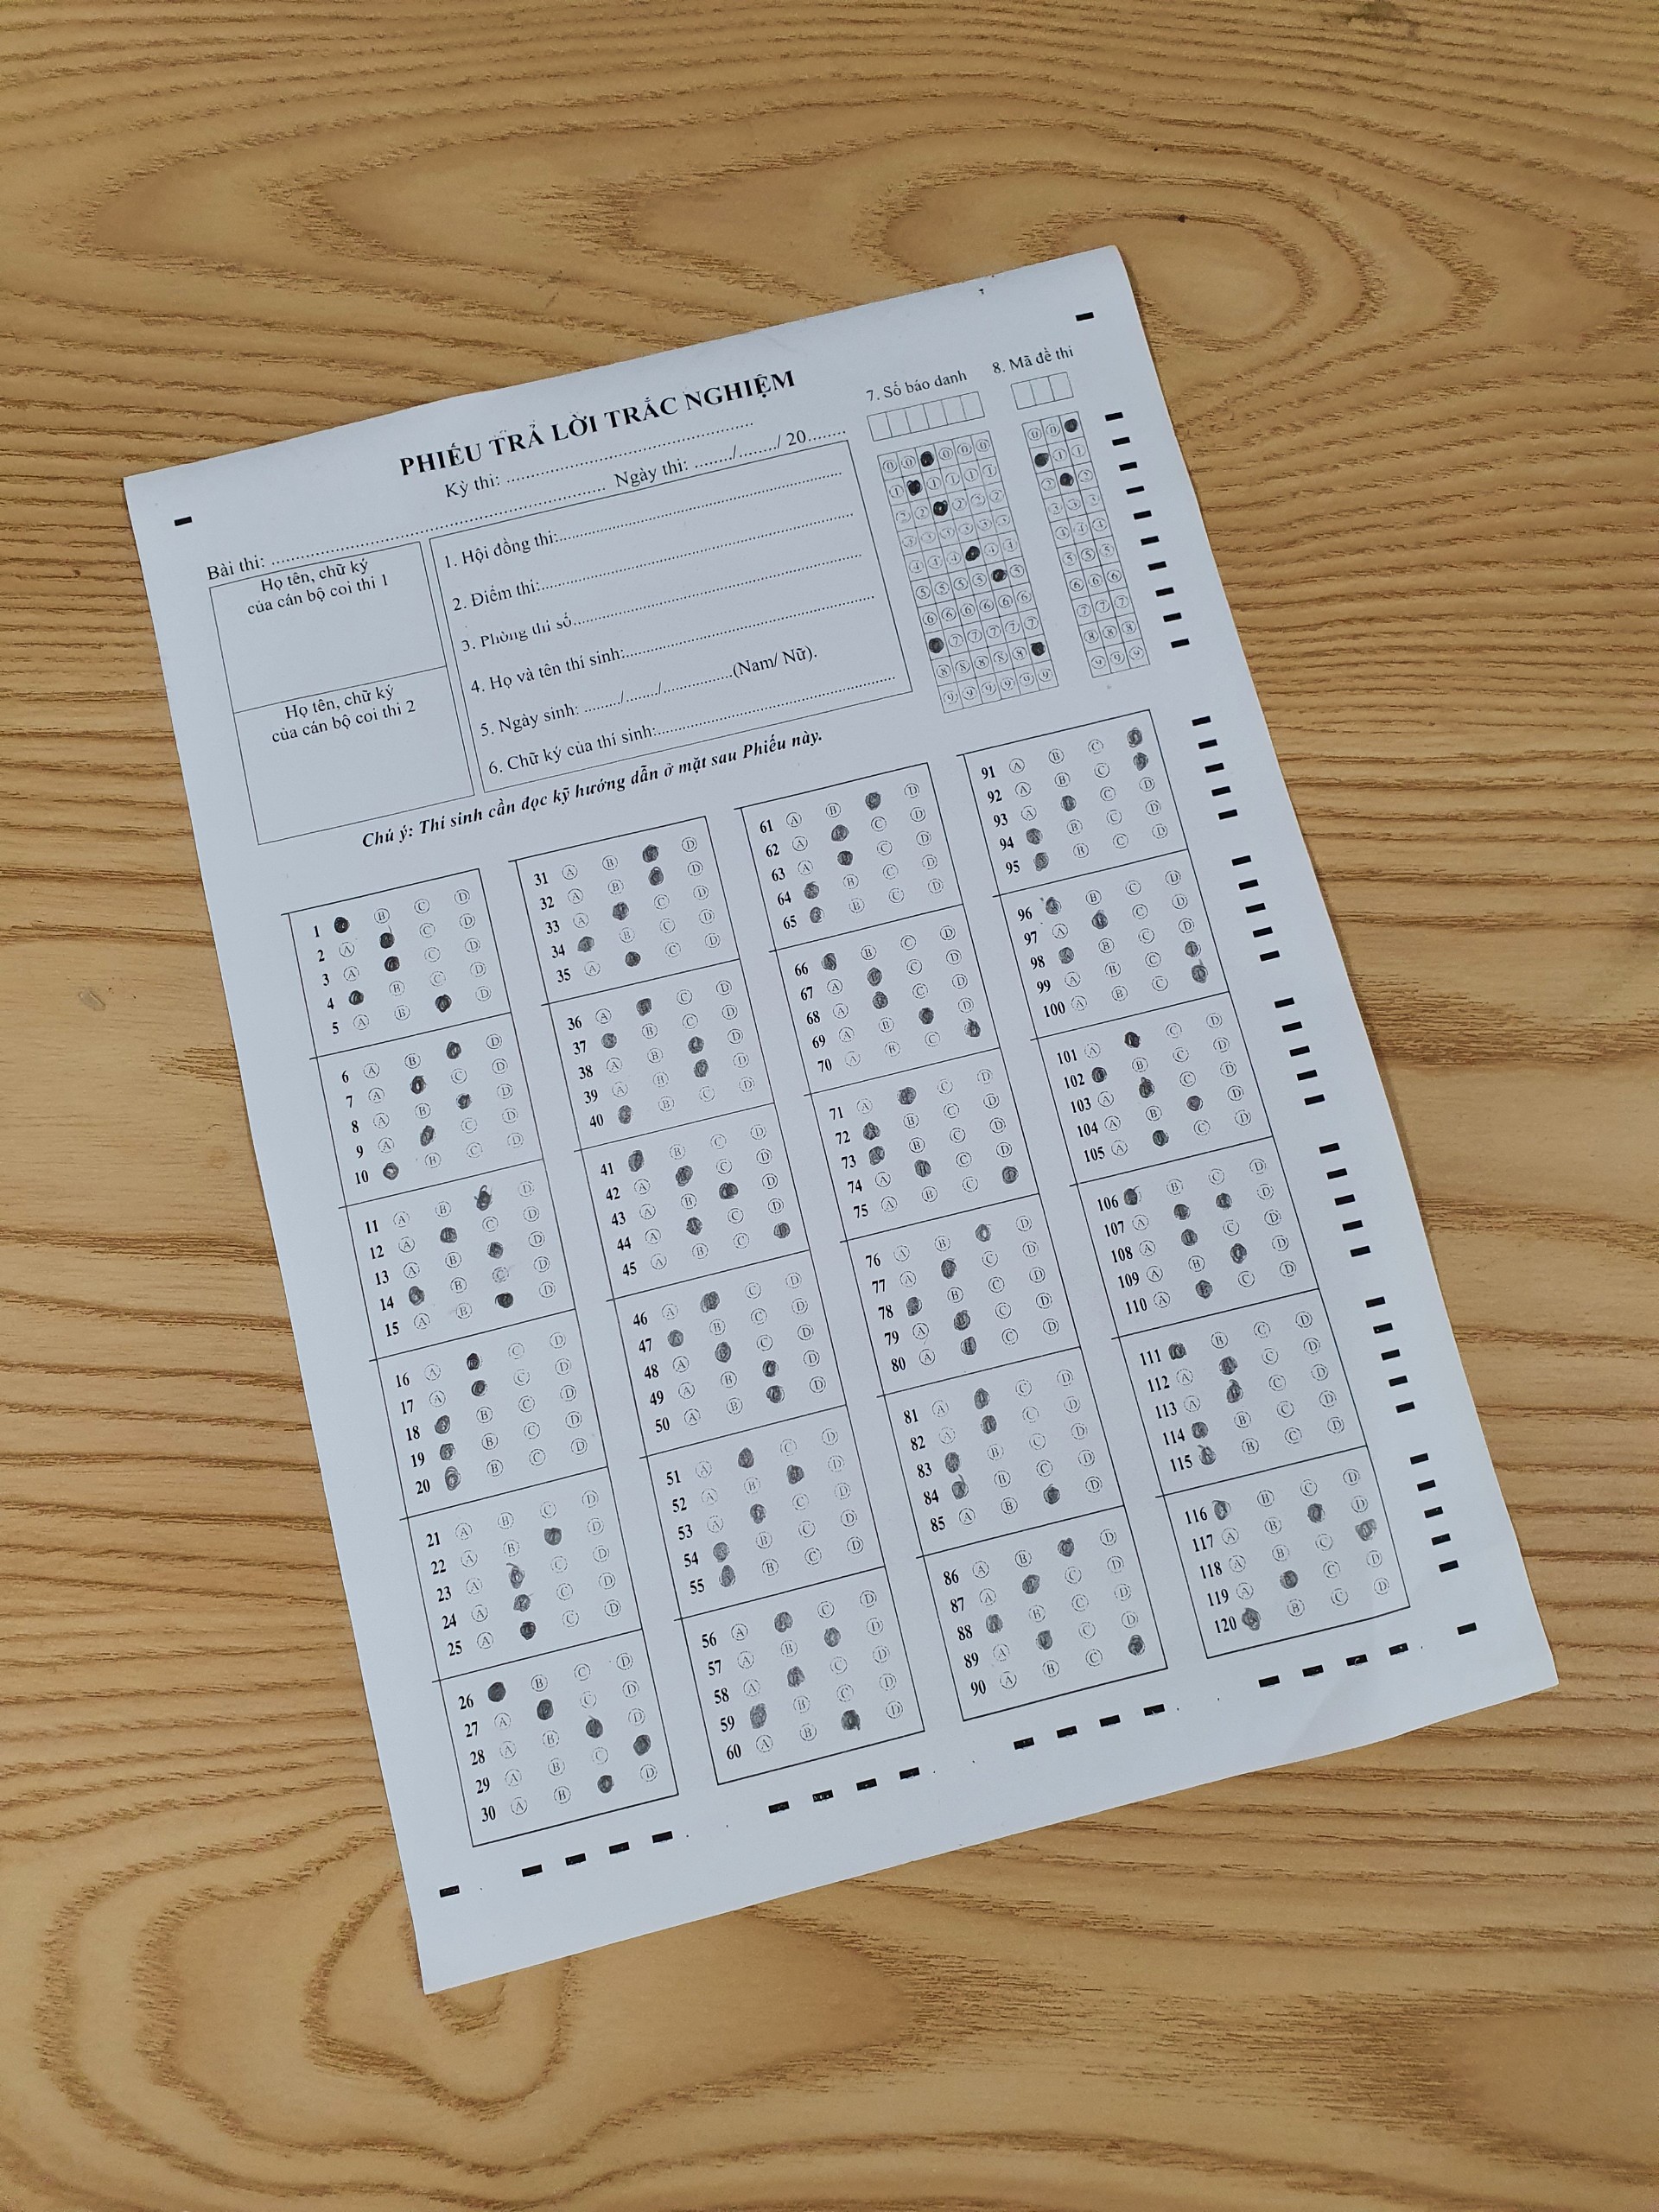 PHIẾU TRẢ LỜI TRẮC NGHIỆM
Kỳ thi: ..............................
Bài thi: .............................. Ngày thi: ......../......../ 20........
Họ tên, chữ ký
của cán bộ coi thi 1
Họ tên, chữ ký
của cán bộ coi thi 2
1. Hội đồng thi:..............................
2. Điểm thi:..............................
3. Phòng thi số..............................
4. Họ và tên thí sinh:..............................
5. Ngày sinh: ......../......../................(Nam/ Nữ).
6. Chữ ký của thí sinh:..............................
7. Số báo danh
8. Mã đề thi
Chú ý: Thí sinh cần đọc kỹ hướng dẫn ở mặt sau Phiếu này.
1 B C D
2 A C D
3 A C D
4 B C D
5 A B D
6 A B D
7 A C D
8 A B D
9 A C D
10 B C D
11 A B D
12 A C D
13 A B D
14 B C D
15 A B D
16 A C D
17 A C D
18 B C D
19 B C D
20 B C D
21 A B C D
22 A B D
23 A C D
24 A C D
25 A C D
26 B C D
27 A C D
28 A B D
29 A B C
30 A B D
31 A B D
32 A B D
33 A C D
34 B C D
35 A C D
36 A C D
37 B C D
38 A B D
39 A B D
40 B C D
41 B C D
42 A C D
43 A B D
44 A C D
45 A B C
46 A C D
47 B C D
48 A C D
49 A B D
50 A B D
51 A C D
52 A B D
53 A C D
54 B C D
55 B C D
56 A C D
57 A B D
58 A C D
59 B C D
60 A B D
61 A B D
62 A C D
63 A C D
64 B C D
65 B C D
66 B C D
67 A C D
68 A C D
69 A B D
70 A B C
71 A C D
72 B C D
73 B C D
74 A C D
75 A B C
76 A B D
77 A C D
78 B C D
79 A C D
80 A C D
81 A C D
82 A C D
83 B C D
84 B C D
85 A B D
86 A B D
87 A C D
88 B C D
89 A C D
90 A B C
91 A B C
92 A B C
93 A C D
94 B C D
95 B C D
96 B C D
97 A C D
98 B C D
99 A B C
100 A B C
101 A C D
102 B C D
103 A C D
104 A B D
105 A C D
106 B C D
107 A D
108 A C D
109 A B D
110 A C D
111 B C D
112 A C D
113 A C D
114 B C D
115 B C D
116 B C D
117 A B D
118 A B C
119 A C D
120 B C D